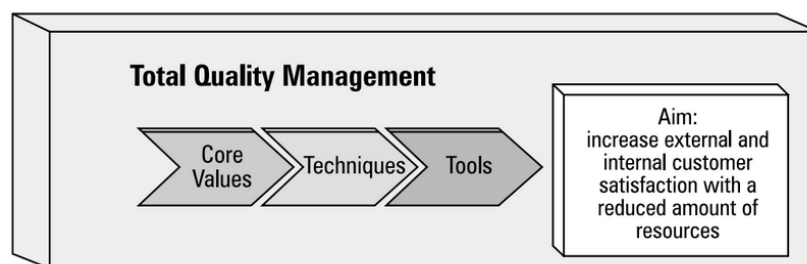 Total Quality Management
Core
Values
Techniques
Tools
Aim:
increase external and
internal customer
satisfaction with a
reduced amount of
resources